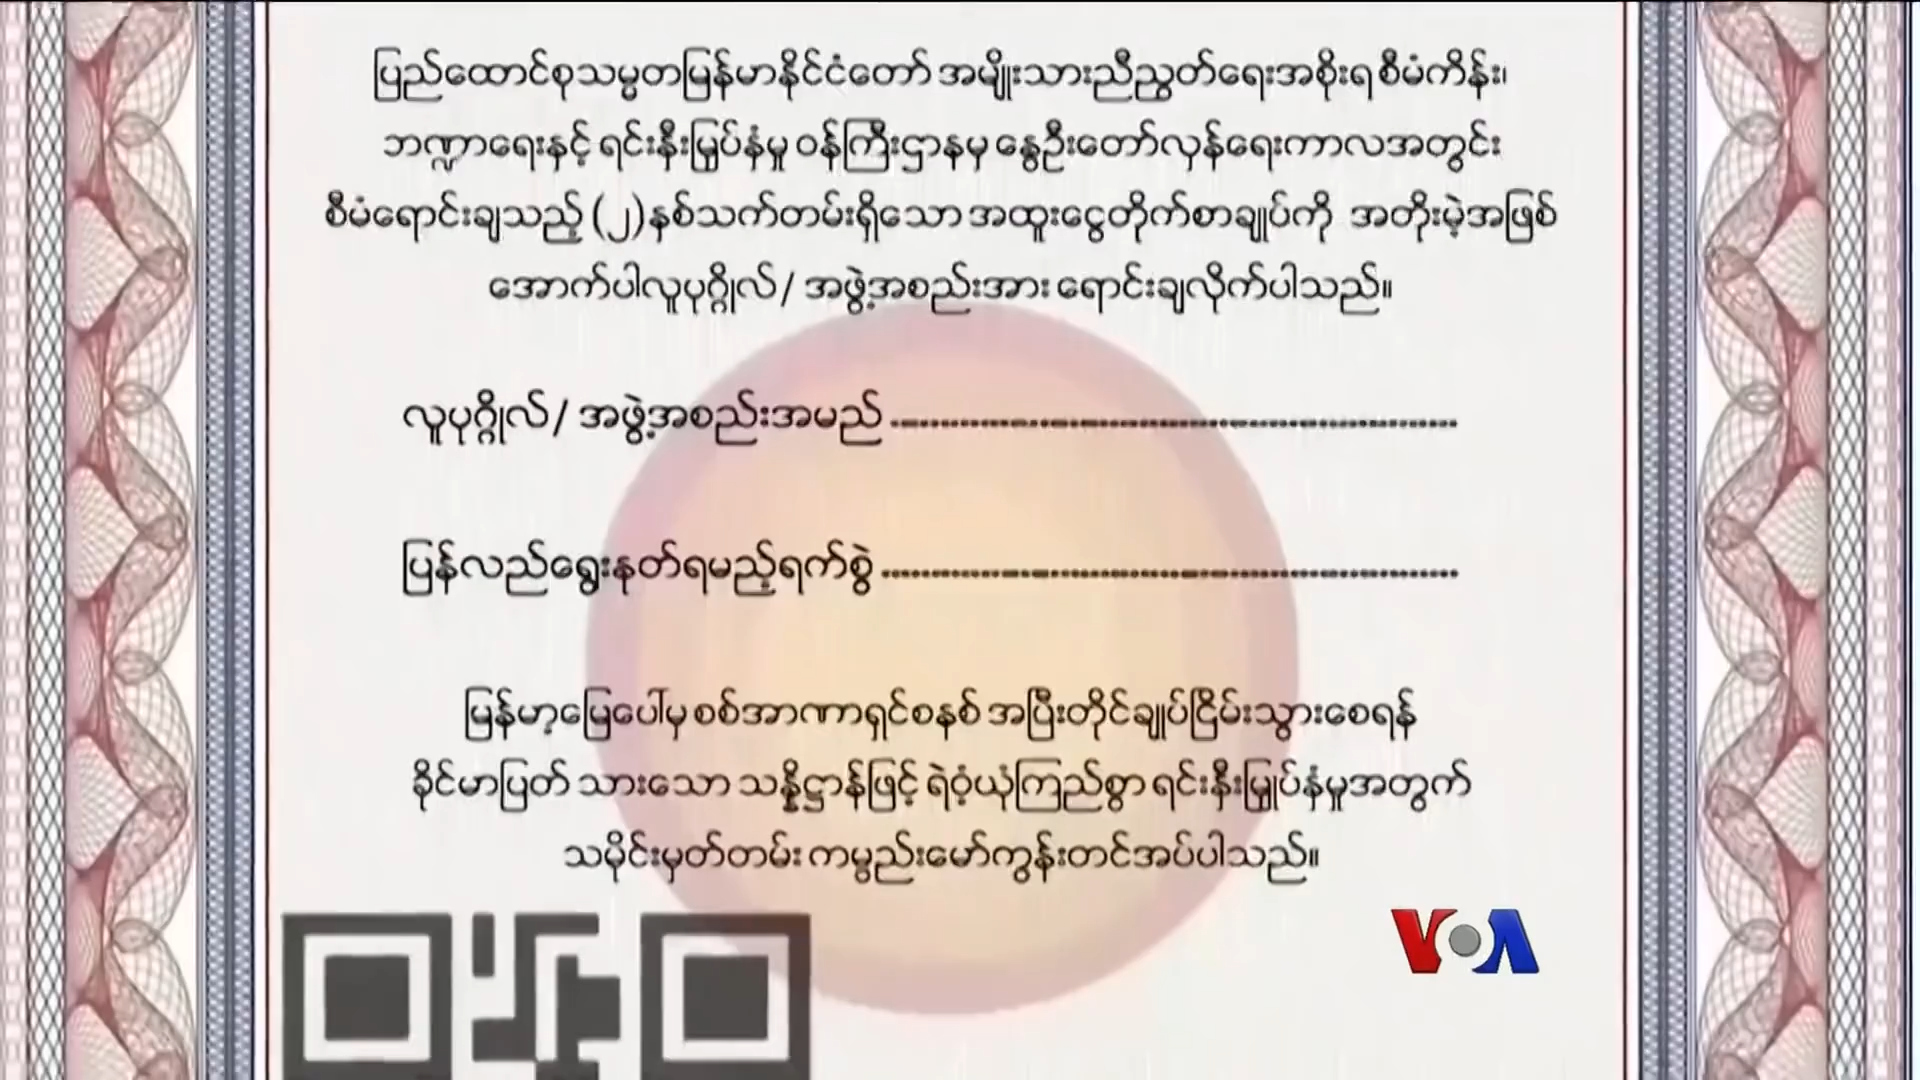 ပြည်ထောင်စုသမ္မတမြန်မာနိုင်ငံတော် အမျိုးသားညီညွတ်ရေးအစိုးရ စီမံကိန်း၊
ဘဏ္ဍာရေးနှင့် ရင်းနှီးမြှုပ်နှံမှု ဝန်ကြီးဌာနမှ နွေဦးတော်လှန်ရေးကာလအတွင်း
စီမံရောင်းချသည့် (၂)နှစ်သက်တမ်းရှိသော အထူးငွေတိုက်စာချုပ်ကို အတိုးမဲ့အဖြစ်
အောက်ပါလူပုဂ္ဂိုလ်/ အဖွဲ့အစည်းအား ရောင်းချလိုက်ပါသည်။
လူပုဂ္ဂိုလ်/ အဖွဲ့အစည်းအမည်
ပြန်လည်ရွေးနုတ်ရမည့်ရက်စွဲ
မြန်မာ့မြေပေါ်မှ စစ်အာဏာရှင်စနစ် အပြီးတိုင်ချုပ်ငြိမ်းသွားစေရန်
ခိုင်မာပြတ် သားသော သန္နိဋ္ဌာန်ဖြင့် ရဲဝံ့ယုံကြည်စွာ ရင်းနှီးမြှုပ်နှံမှုအတွက်
သမိုင်းမှတ်တမ်း ကမ္ပည်းမော်ကွန်းတင်အပ်ပါသည်။
VOA